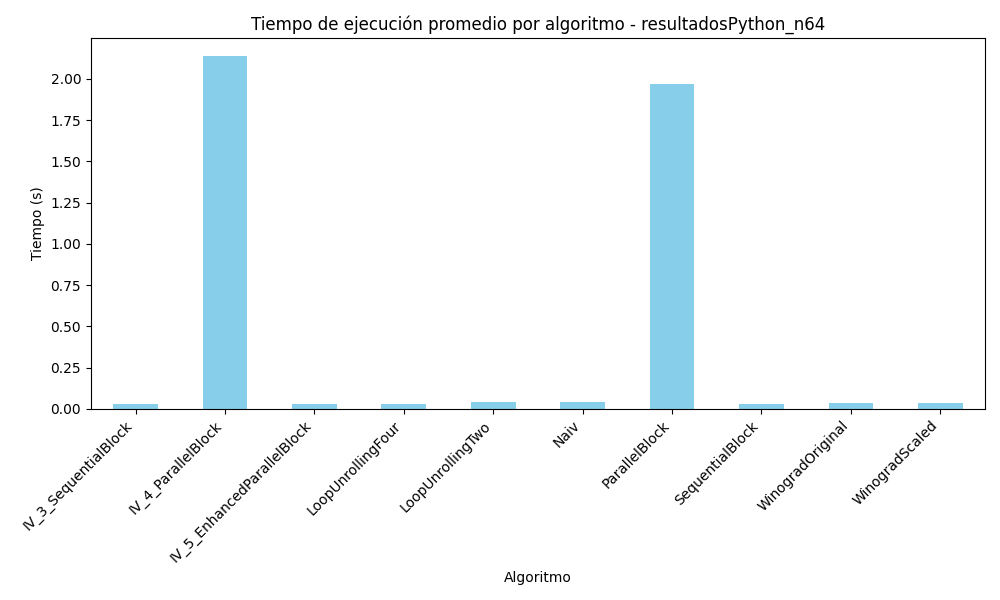 Tiempo de ejecución promedio por algoritmo - resultadosPython_n64
Tiempo (s)
2.00
1.75
1.50
1.25
1.00
0.75
0.50
0.25
0.00
IV_3_SequentialBlock
IV_4_ParallelBlock
IV_5_EnhancedParallelBlock
LoopUnrollingFour
LoopUnrollingTwo
Naiv
ParallelBlock
SequentialBlock
WinogradOriginal
WinogradScaled
Algoritmo